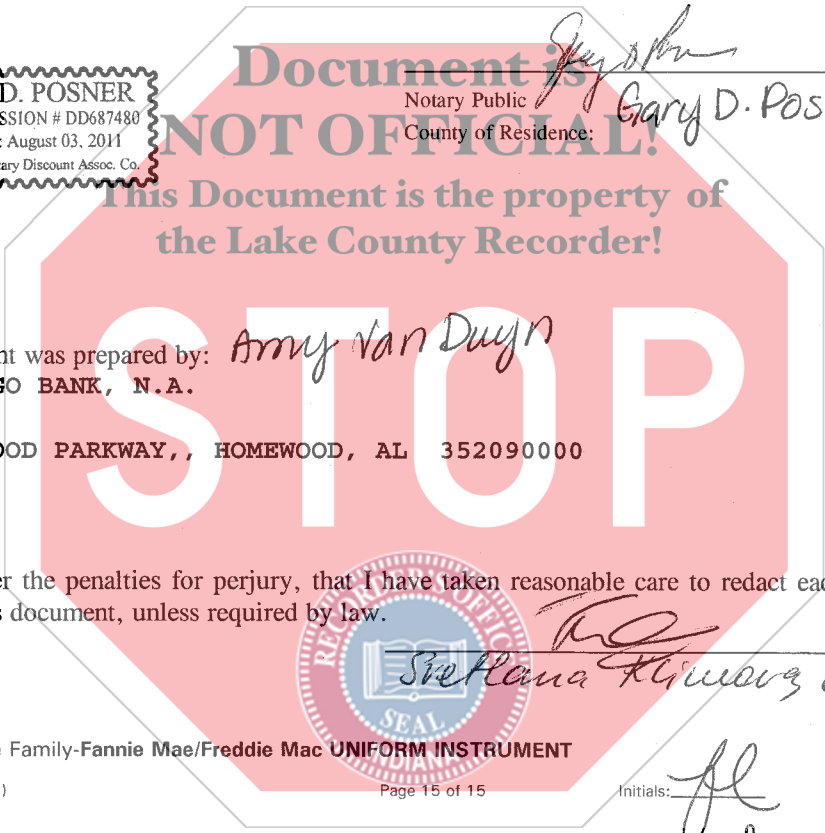 Document is
NOT OFFICIAL!
This Document is the property of
the Lake County Recorder!
STOP
D. POSNER
SSION # DD687480
: August 03, 2011
ary Discount Assoc. Co.
Notary Public
Gary D. Pos
County of Residence:
nt was prepared by: Amy Van Duyn
GO BANK, N.A.
OOD PARKWAY,, HOMEWOOD, AL 352090000
er the penalties for perjury, that I have taken reasonable care to redact eac
s document, unless required by law.
Svetlana Klimova
RECORDER'S OFFICE
SEAL
INDIANA
e Family-Fannie Mae/Freddie Mac UNIFORM INSTRUMENT
)
Page 15 of 15
Initials: